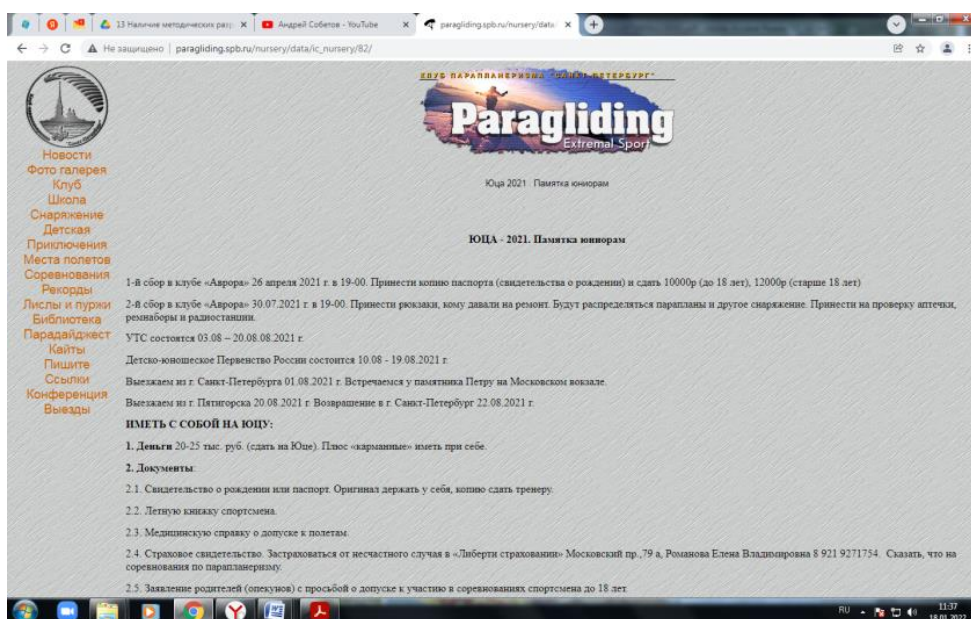 13 Наличие методических разр
Андрей Собетов - YouTube
paragliding.spb.ru/nursery/data
Не защищено | paragliding.spb.ru/nursery/data/ic_nursery/82/
КЛУБ ПАРАПЛАНЕРИЗМА "САНКТ-ПЕТЕРБУРГ"
Paragliding
Extremal Sport
Новости
Фото галерея
Клуб
Школа
Снаряжение
Детская
Приключения
Места полетов
Соревнования
Рекорды
Лислы и пуржи
Библиотека
Парадайджест
Кайты
Пишите
Ссылки
Конференция
Выезды
Юца 2021 : Памятка юниорам
ЮЦА - 2021. Памятка юниорам
1-й сбор в клубе «Аврора» 26 апреля 2021 г. в 19-00. Принести копию паспорта (свидетельства о рождении) и сдать 10000р (до 18 лет), 12000р (старше 18 лет)
2-й сбор в клубе «Аврора» 30.07.2021 г. в 19-00. Принести рюкзаки, кому давали на ремонт. Будут распределяться парапланы и другое снаряжение. Принести на проверку аптечки,
ремнаборы и радиостанции.
УТС состоятся 03.08 – 20.08.08.2021 г.
Детско-юношеское Первенство России состоится 10.08 - 19.08.2021 г.
Выезжаем из г. Санкт-Петербурга 01.08.2021 г. Встречаемся у памятника Петру на Московском вокзале.
Выезжаем из г. Пятигорска 20.08.2021 г. Возвращение в г. Санкт-Петербург 22.08.2021 г.
ИМЕТЬ С СОБОЙ НА ЮЦУ:
1. Деньги 20-25 тыс. руб. (сдать на Юце). Плюс «карманные» иметь при себе.
2. Документы:
2.1. Свидетельство о рождении или паспорт. Оригинал держать у себя, копию сдать тренеру.
2.2. Летную книжку спортсмена.
2.3. Медицинскую справку о допуске к полетам.
2.4. Страховое свидетельство. Застраховаться от несчастного случая в «Либерти страховании» Московский пр.,79 а, Романова Елена Владимировна 8 921 9271754. Сказать, что на
соревнования по парапланеризму.
2.5. Заявление родителей (опекунов) с просьбой о допуске к участию в соревнованиях спортсмена до 18 лет
RU
11:37
18.01.2022